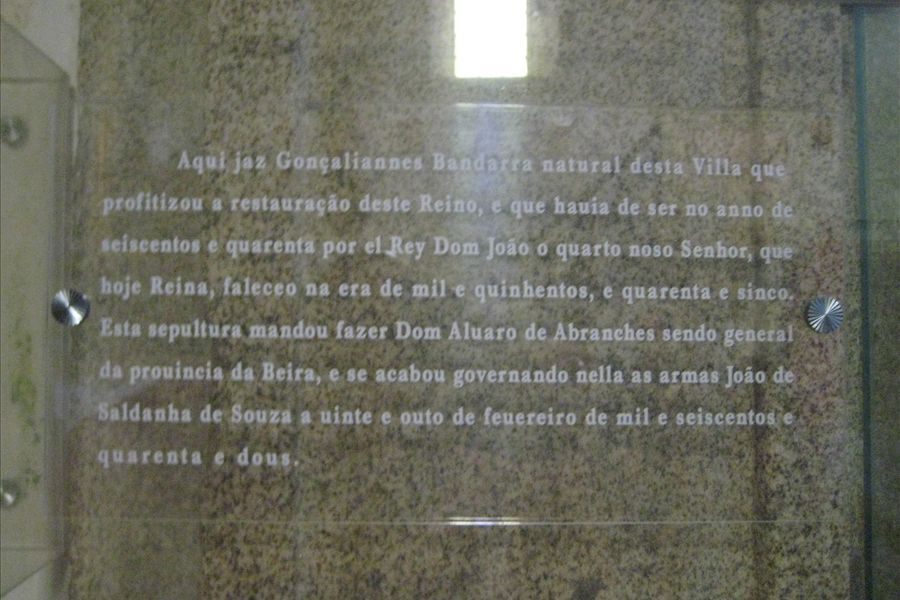 Aqui jaz Gonçaliannes Bandarra natural desta Villa que
profitizou a restauração deste Reino, e que hauia de ser no anno de
seiscentos e quarenta por el Rey Dom João o quarto noso Senhor, que
hoje Reina, faleceo na era de mil e quinhentos, e quarenta e sinco.
Esta sepultura mandou fazer Dom Aluaro de Abranches sendo general
da prouincia da Beira, e se acabou governando nella as armas João de
Saldanha de Souza a uinte e outo de feuereiro de mil e seiscentos e
quarenta e dous.